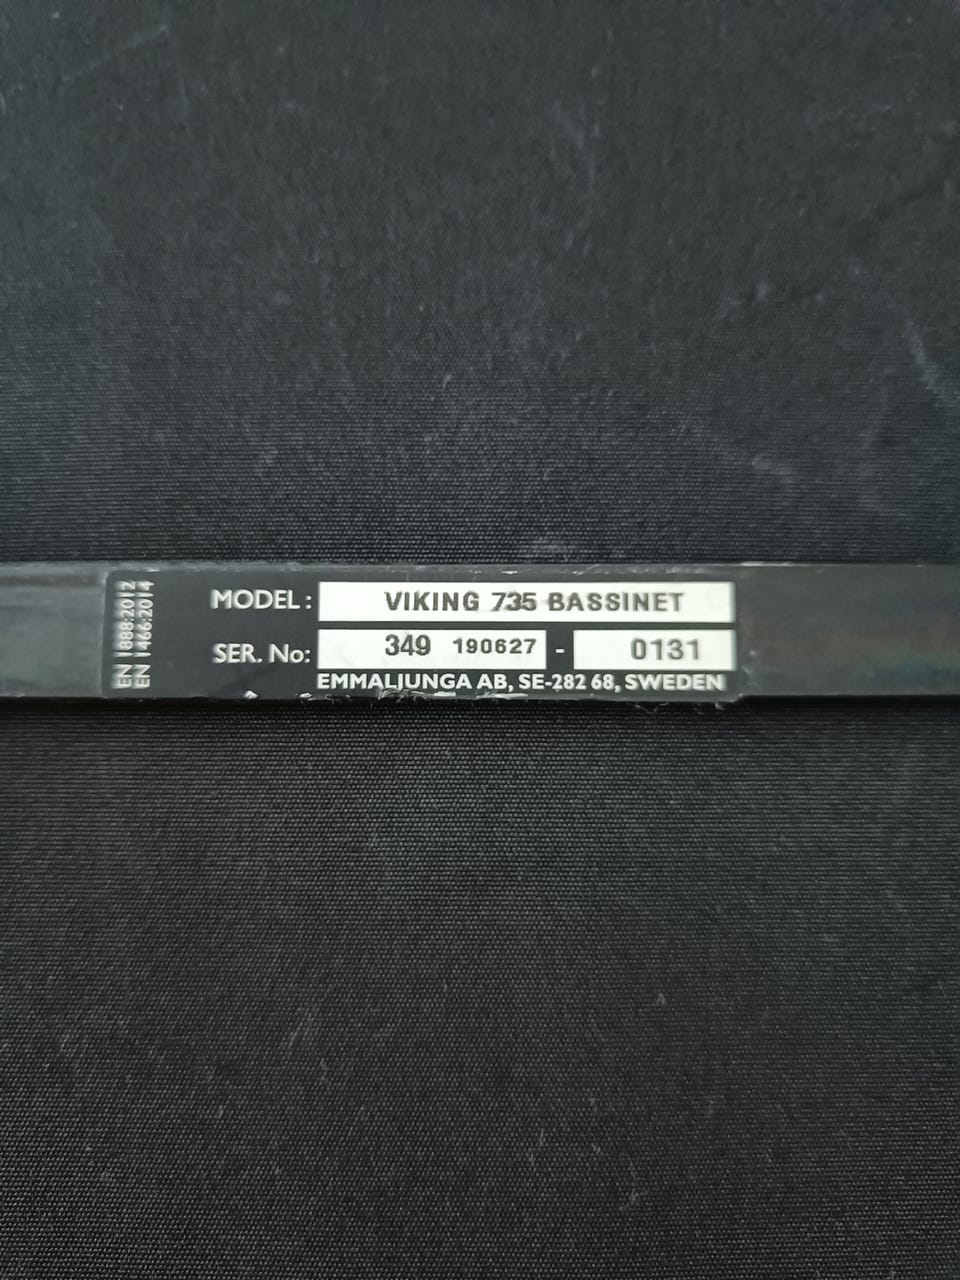 EN 1888:2012
EN 1466:2014
MODEL: VIKING 735 BASSINET
SER. No: 349 190627 - 0131
EMMALJUNGA AB, SE-282 68, SWEDEN